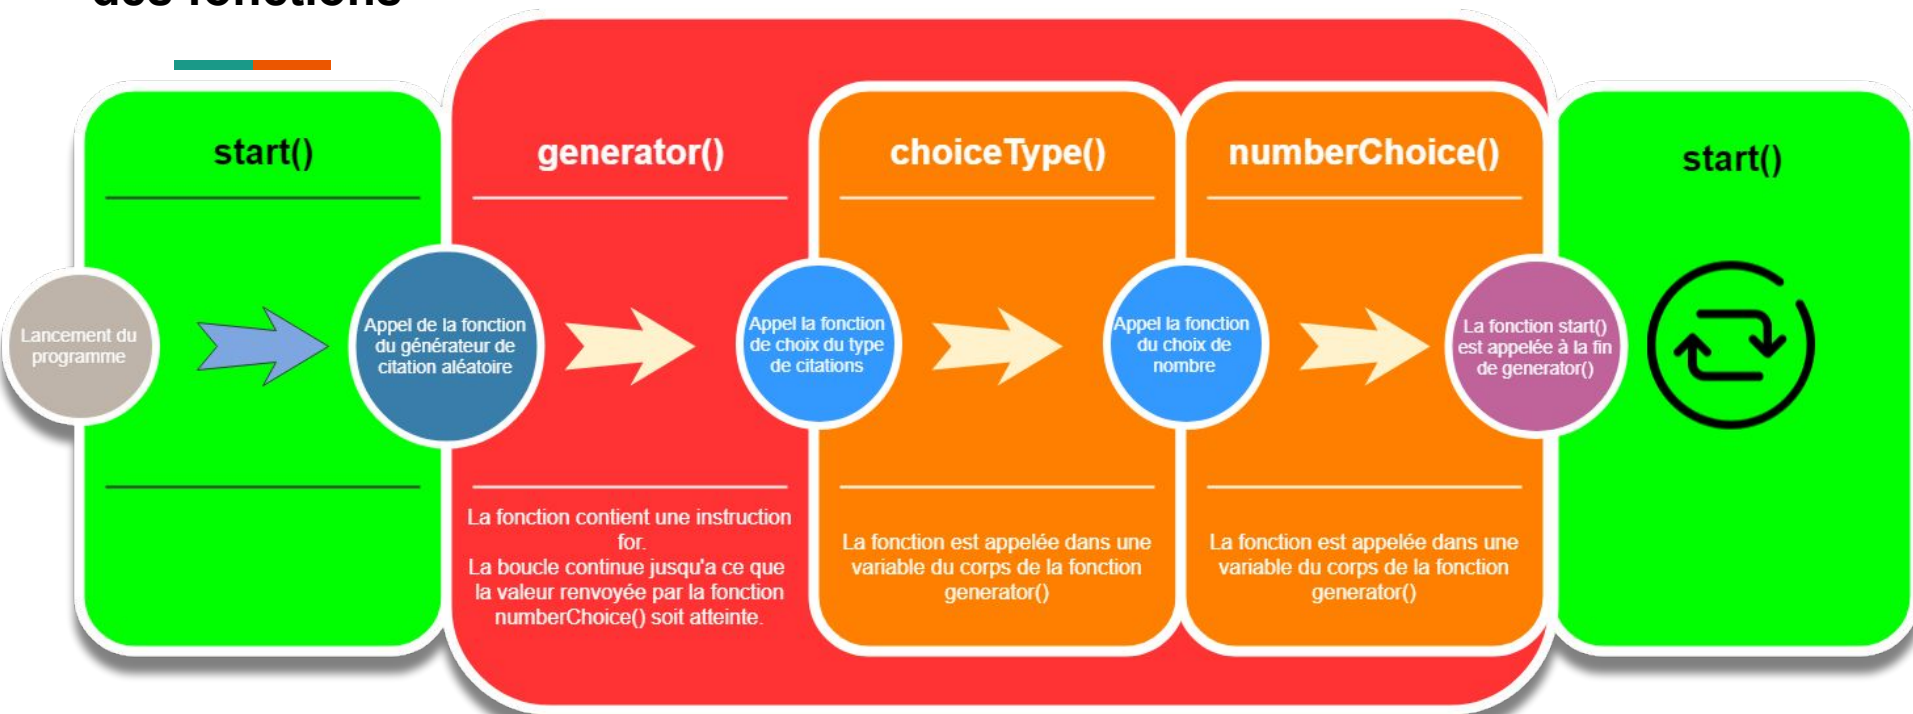 des fonctions
start()
Lancement du
programme
Appel de la fonction
du générateur de
citation aléatoire
generator()
La fonction contient une instruction
for.
La boucle continue jusqu'a ce que
la valeur renvoyée par la fonction
numberChoice() soit atteinte.
Appel la fonction
de choix du type
de citations
choiceType()
La fonction est appelée dans une
variable du corps de la fonction
generator()
Appel la fonction
du choix de
nombre
numberChoice()
La fonction est appelée dans une
variable du corps de la fonction
generator()
La fonction start()
est appelée à la fin
de generator()
start()